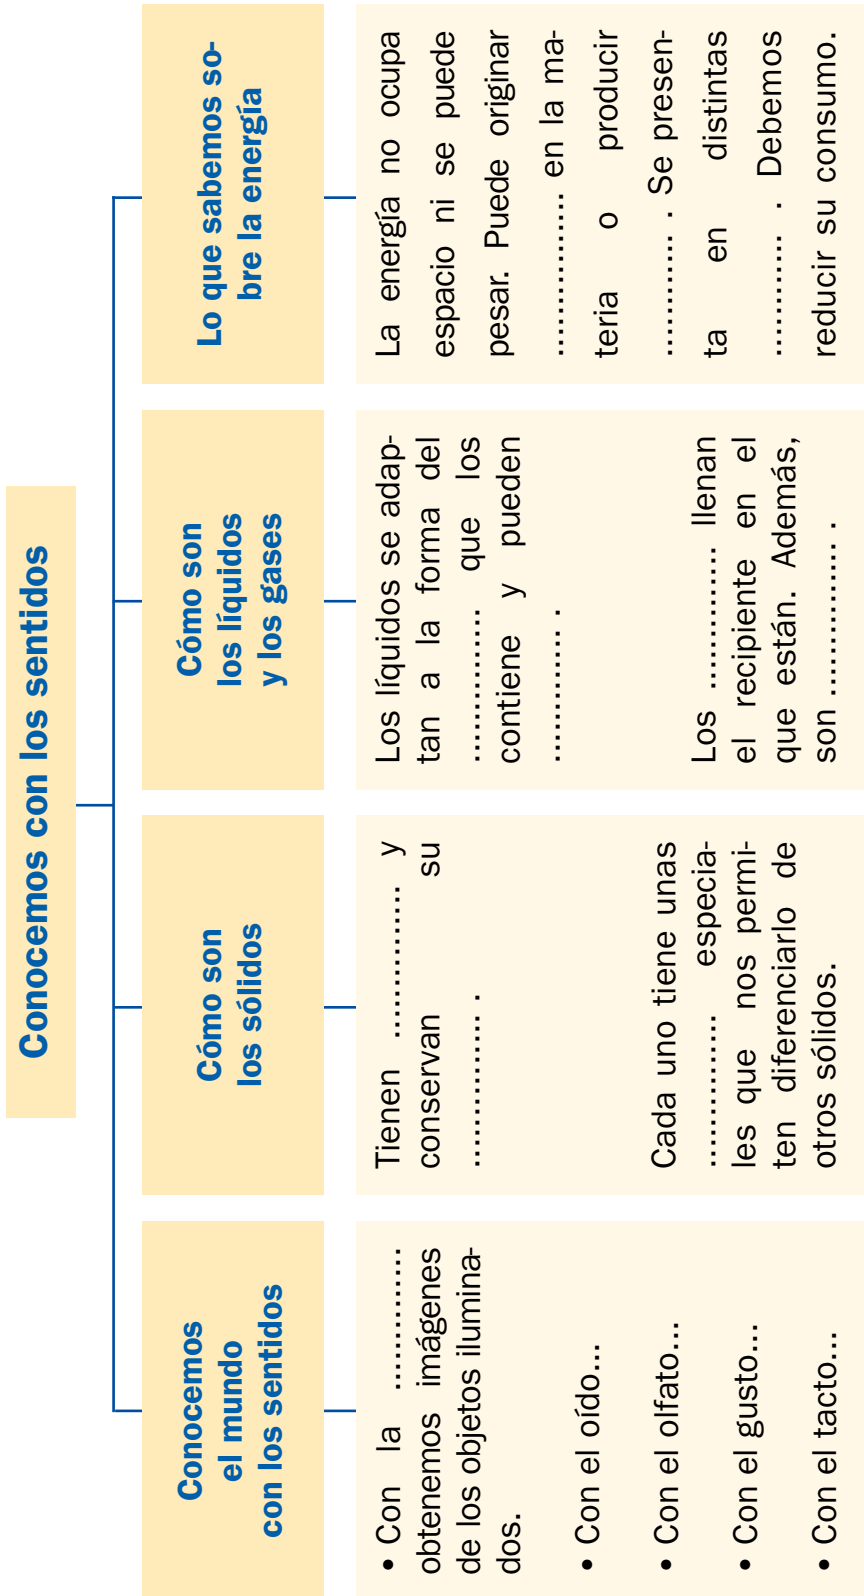 Conocemos con los sentidos
Conocemos
el mundo
con los sentidos
• Con la ...............
obtenemos imágenes
de los objetos ilumina-
dos.
• Con el oído...
• Con el olfato...
• Con el gusto...
• Con el tacto...
Cómo son
los sólidos
Tienen ............... y
conservan su
............... .
Cada uno tiene unas
............... especia-
les que nos permi-
ten diferenciarlo de
otros sólidos.
Cómo son
los líquidos
y los gases
Los líquidos se adap-
tan a la forma del
............... que los
contiene y pueden
............... .
Los ............... llenan
el recipiente en el
que están. Además,
son ............... .
Lo que sabemos so-
bre la energía
La energía no ocupa
espacio ni se puede
pesar. Puede originar
............... en la ma-
teria o producir
............. . Se presen-
ta en distintas
............. . Debemos
reducir su consumo.